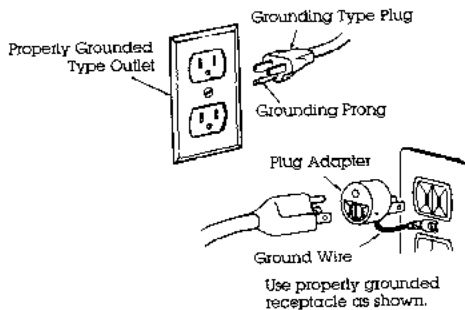 Grounding Type Plug
Properly Grounded
Type Outlet
Grounding Prong
Plug Adapter
Ground Wire
Use properly grounded
receptacle as shown.